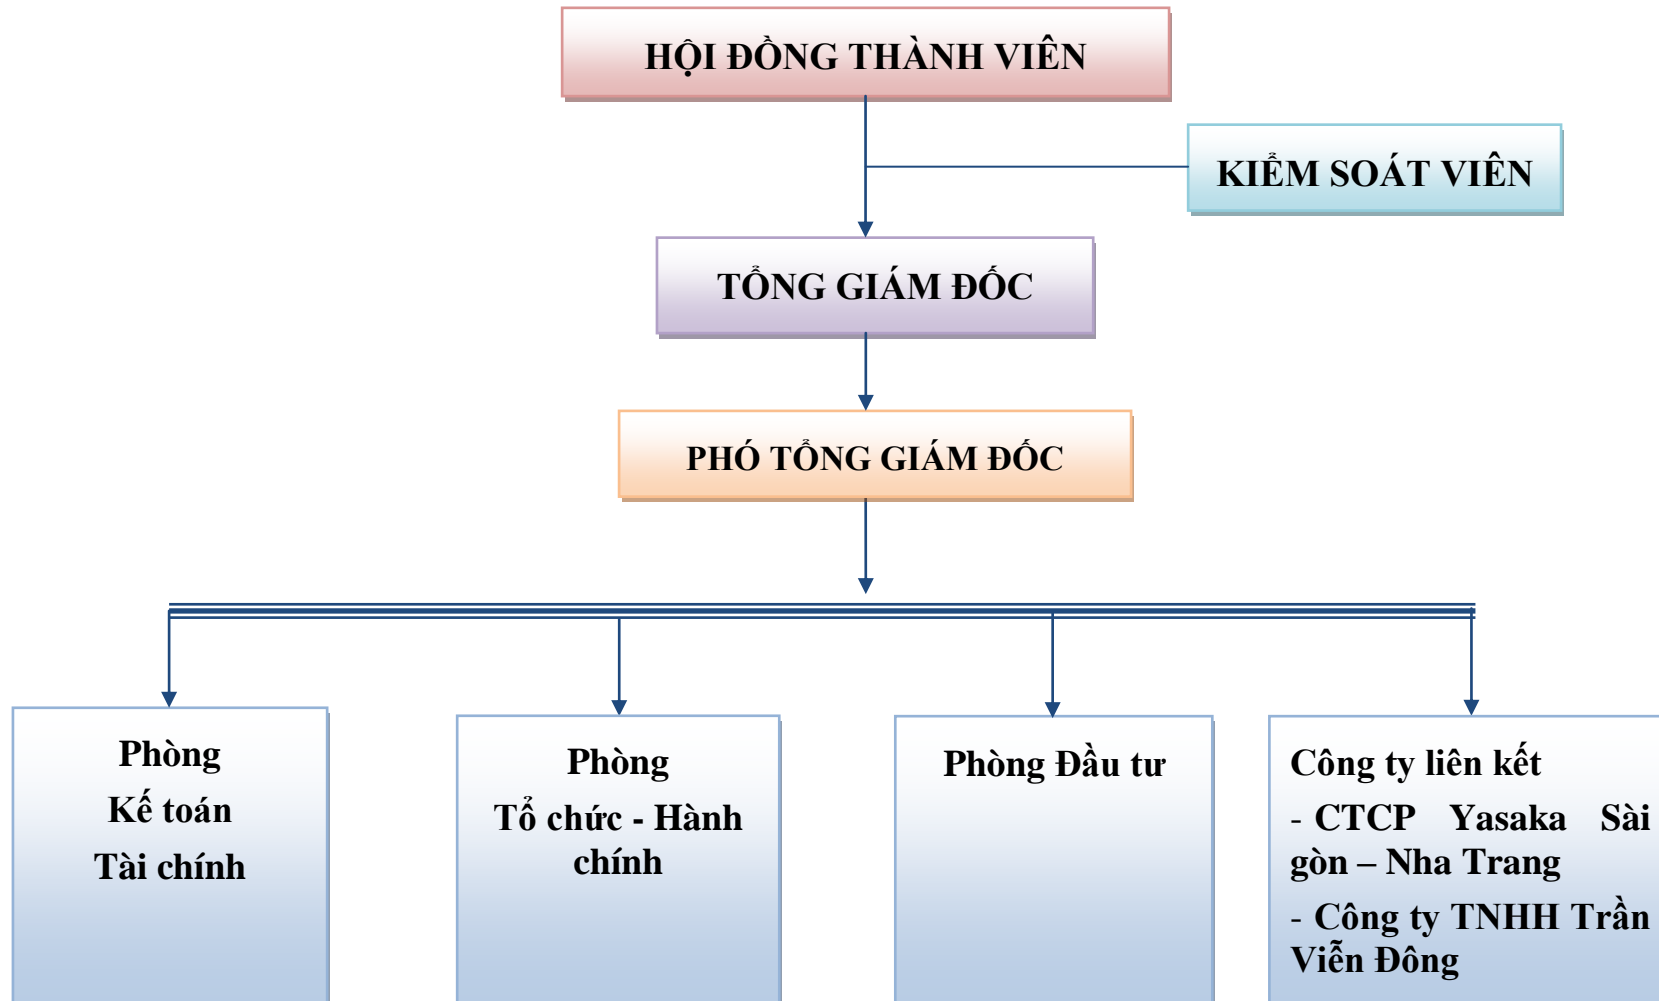 HỘI ĐỒNG THÀNH VIÊN
KIỂM SOÁT VIÊN
TỔNG GIÁM ĐỐC
PHÓ TỔNG GIÁM ĐỐC
Phòng
Kế toán
Tài chính
Phòng
Tổ chức - Hành
chính
Phòng Đầu tư
Công ty liên kết
- CTCP Yasaka Sài
gòn – Nha Trang
- Công ty TNHH Trần
Viễn Đông